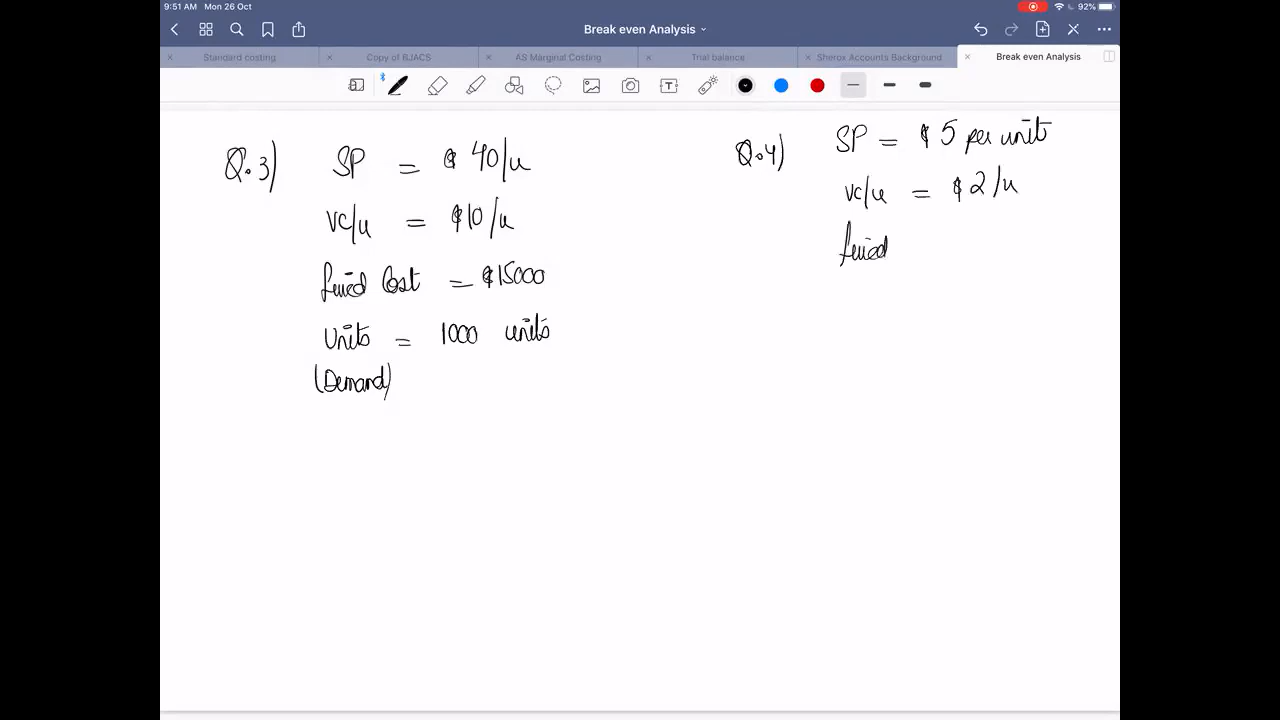 9:51 AM Mon 26 Oct
92%
Break even Analysis
Standard costing
Copy of BJACS
AS Marginal Costing
Trial balance
Sherox Accounts Background
Break even Analysis
Q.3)
SP = $ 40/u
VC/u = $10/u
fixed Cost = $15000
Units = 1000 units
(Demand)
Q.4)
SP = $ 5 per unit
VC/u = $2/u
fixed